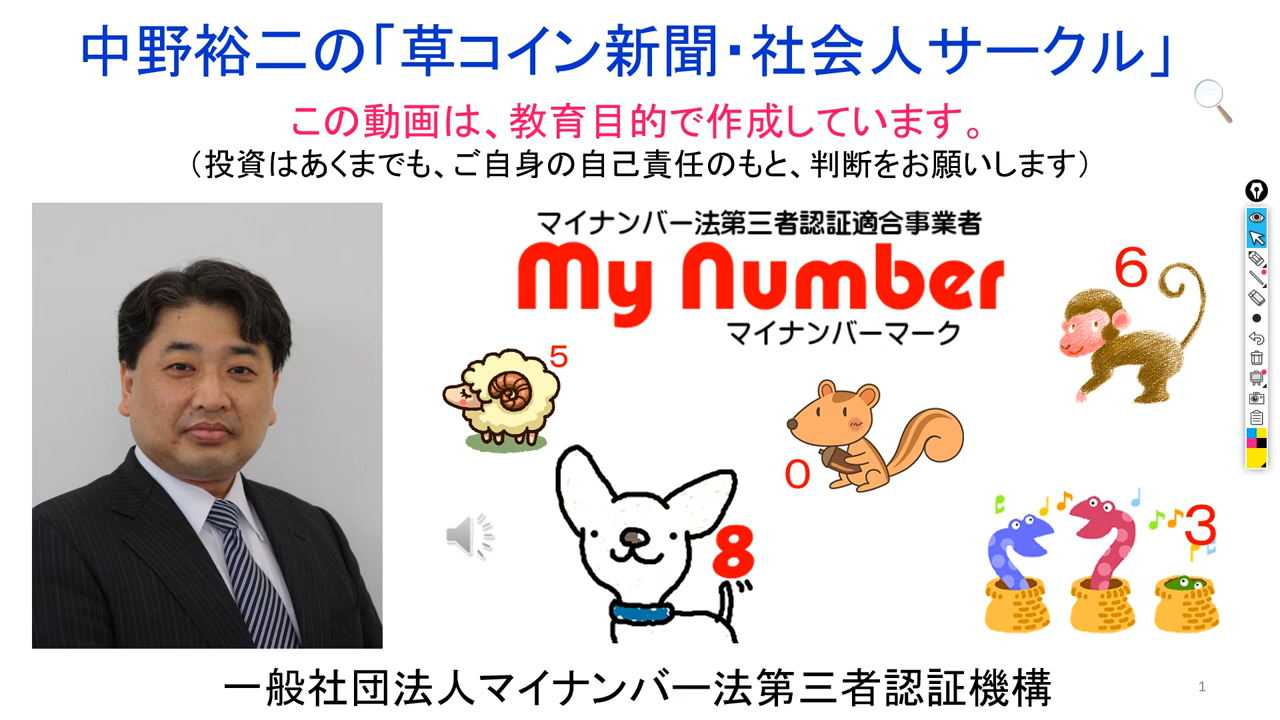 中野裕二の「草コイン新聞・社会人サークル」
この動画は、教育目的で作成しています。
（投資はあくまでも、ご自身の自己責任のもと、判断をお願いします）
マイナンバー法第三者認証適合事業者
My Number
マイナンバーマーク
6
5
0
8
3
一般社団法人マイナンバー法第三者認証機構
1